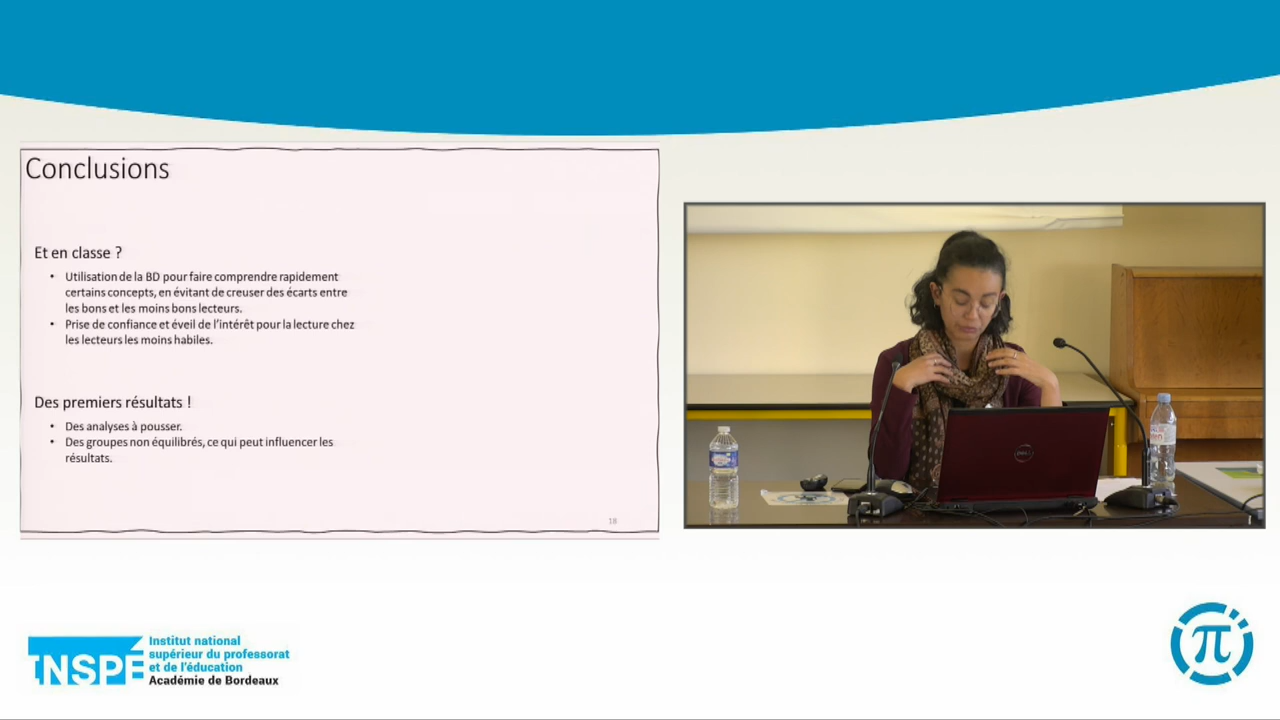 Conclusions
Et en classe ?
• Utilisation de la BD pour faire comprendre rapidement
certains concepts, en évitant de creuser des écarts entre
les bons et les moins bons lecteurs.
• Prise de confiance et éveil de l'intérêt pour la lecture chez
les lecteurs les moins habiles.
Des premiers résultats !
• Des analyses à pousser.
• Des groupes non équilibrés, ce qui peut influencer les
résultats.
18
DELL
INSPÉ
Institut national
supérieur du professorat
et de l'éducation
Académie de Bordeaux
π